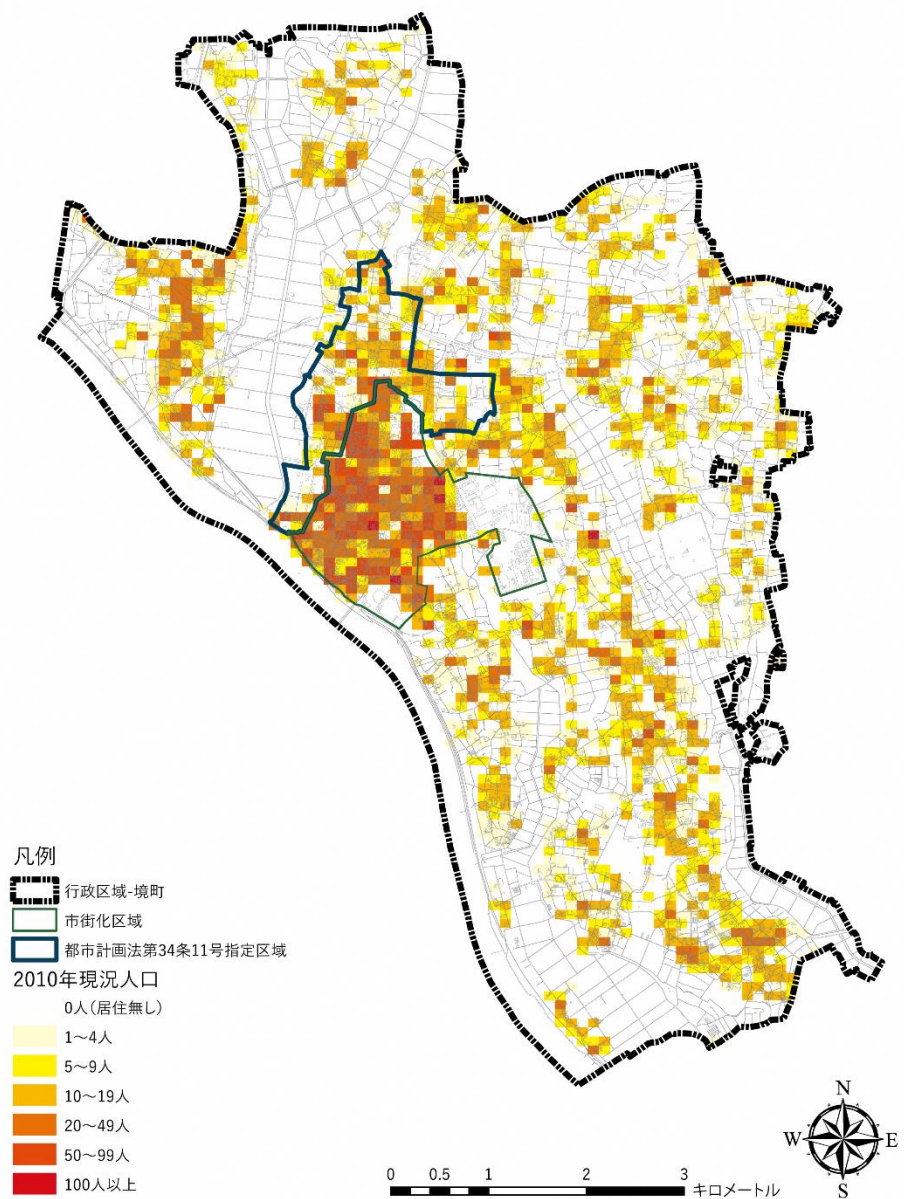 凡例
行政区域-境町
市街化区域
都市計画法第34条11号指定区域
2010年現況人口
0人(居住無し)
1～4人
5～9人
10～19人
20～49人
50～99人
100人以上
0 0.5 1 2 3
キロメートル
N
W E
S